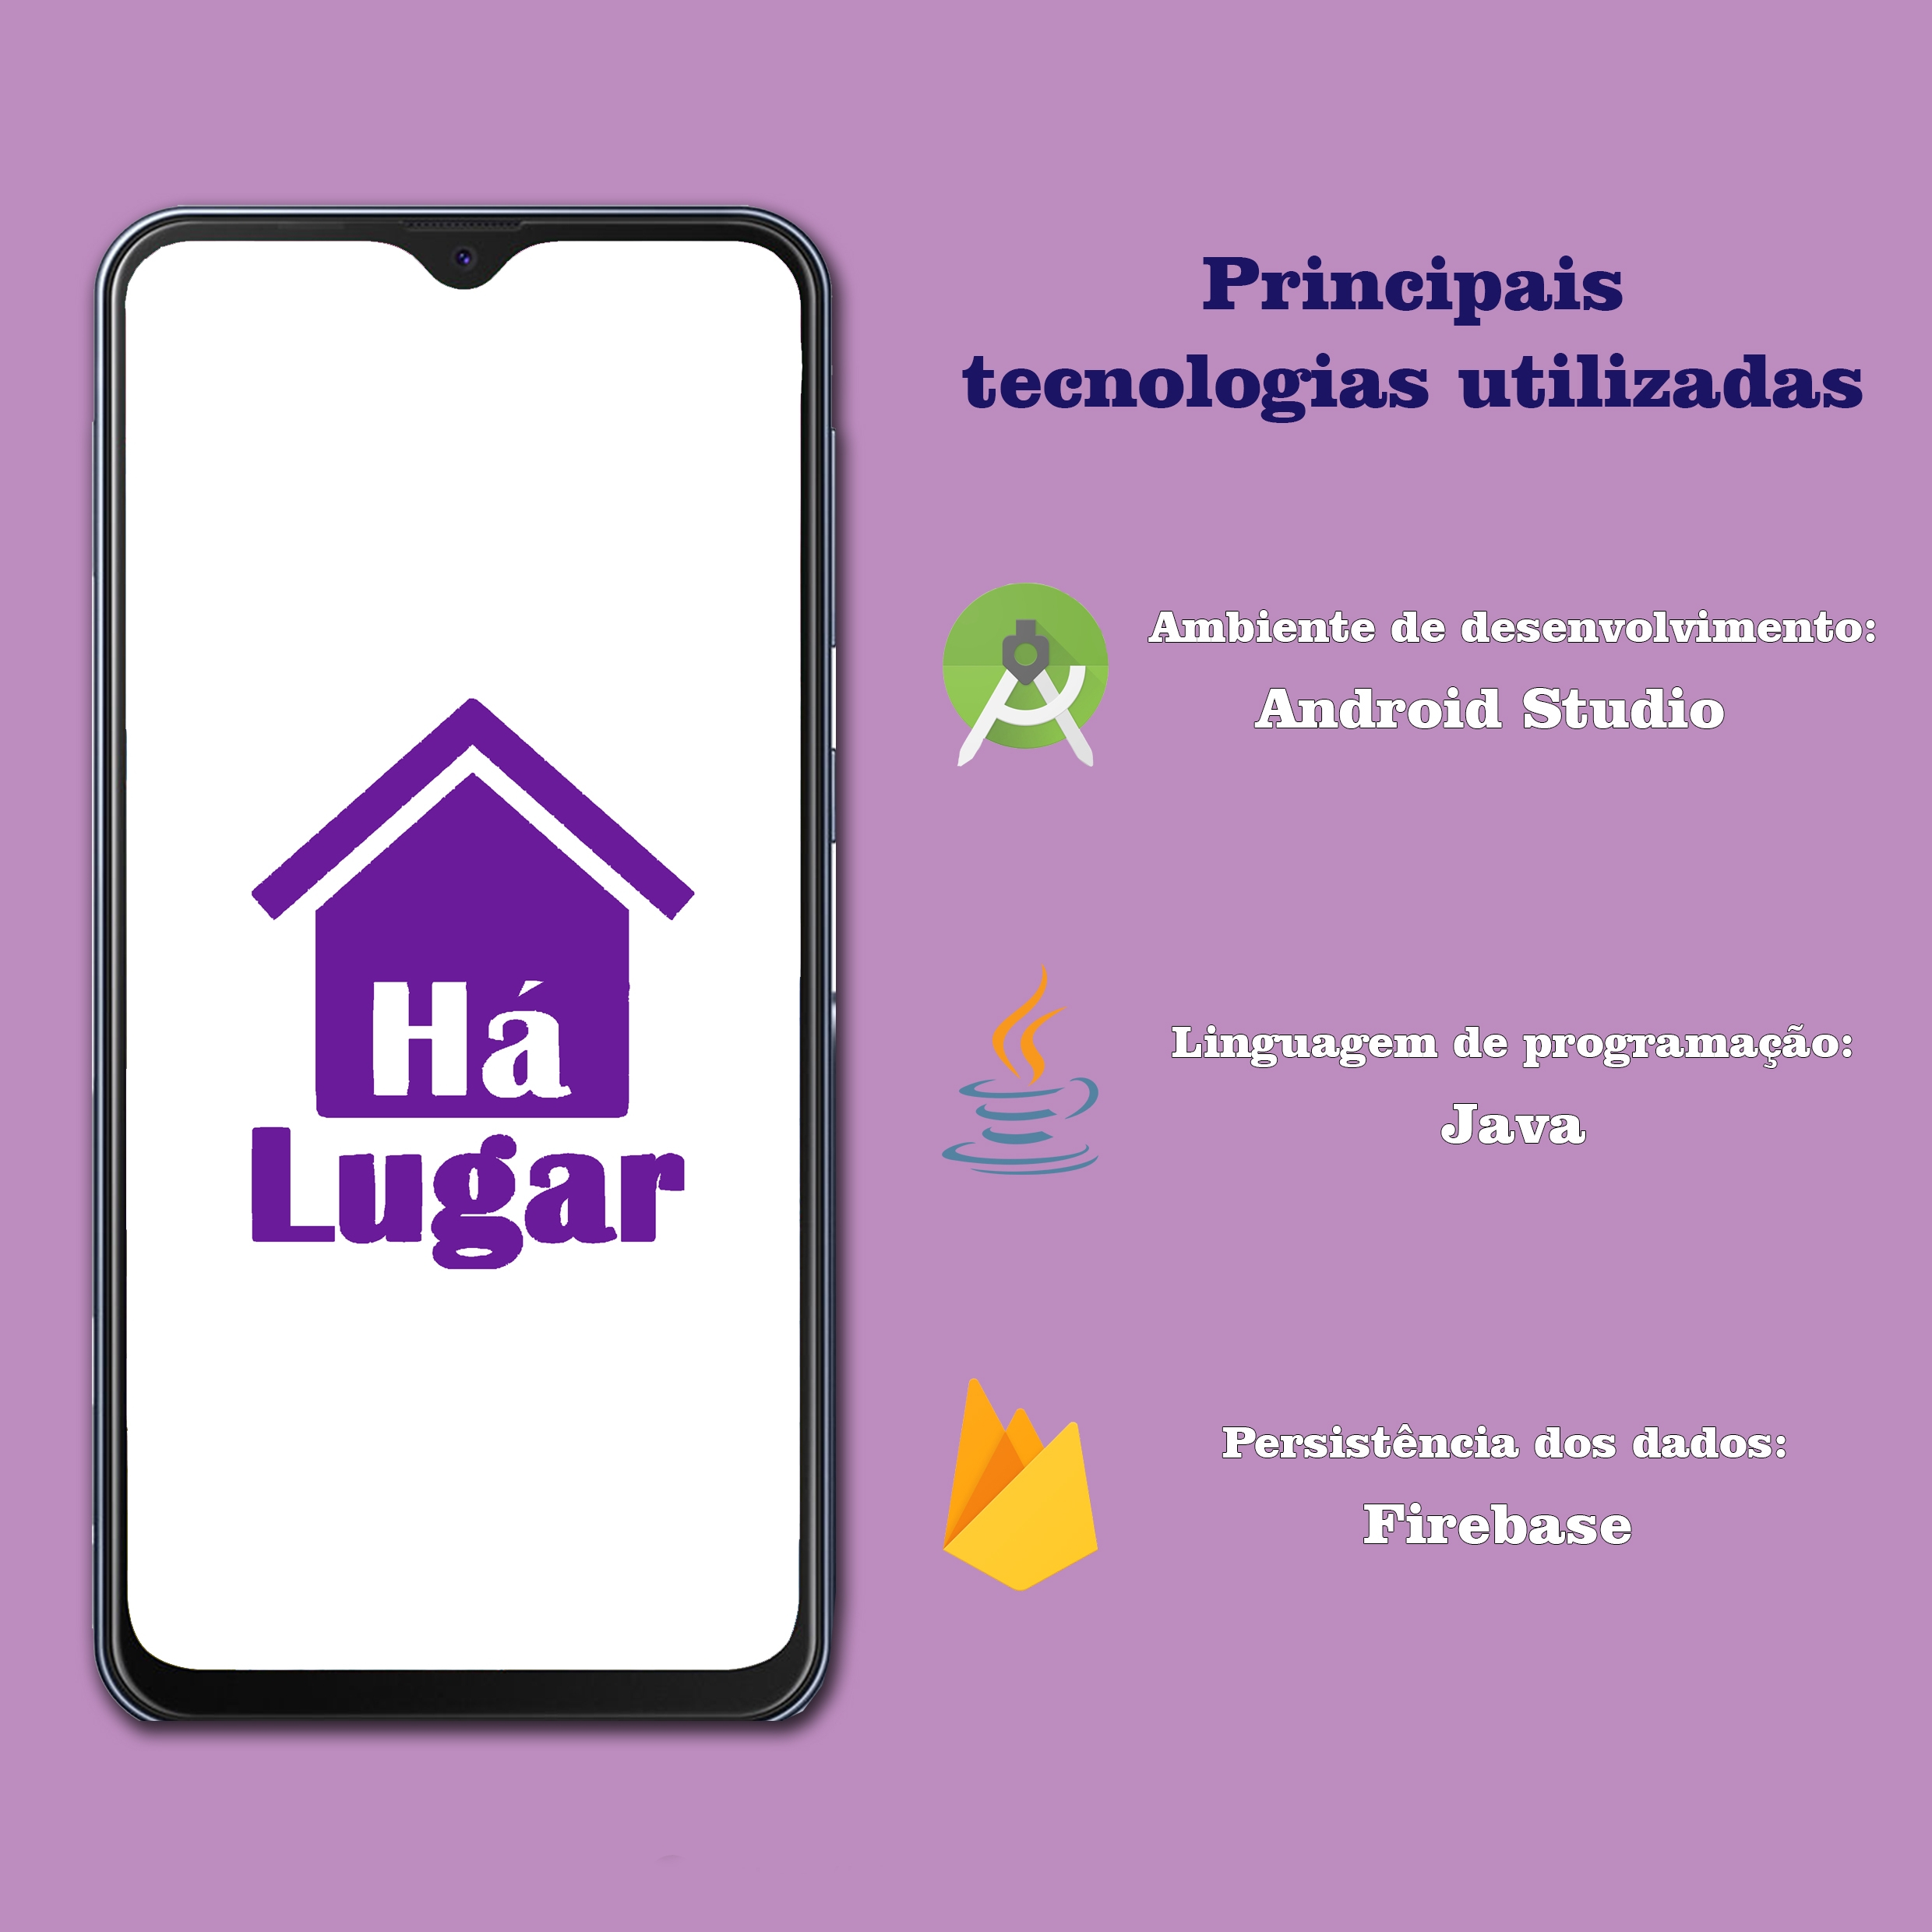 Há
Lugar
Principais
tecnologias utilizadas
Ambiente de desenvolvimento:
Android Studio
Linguagem de programação:
Java
Persistência dos dados:
Firebase